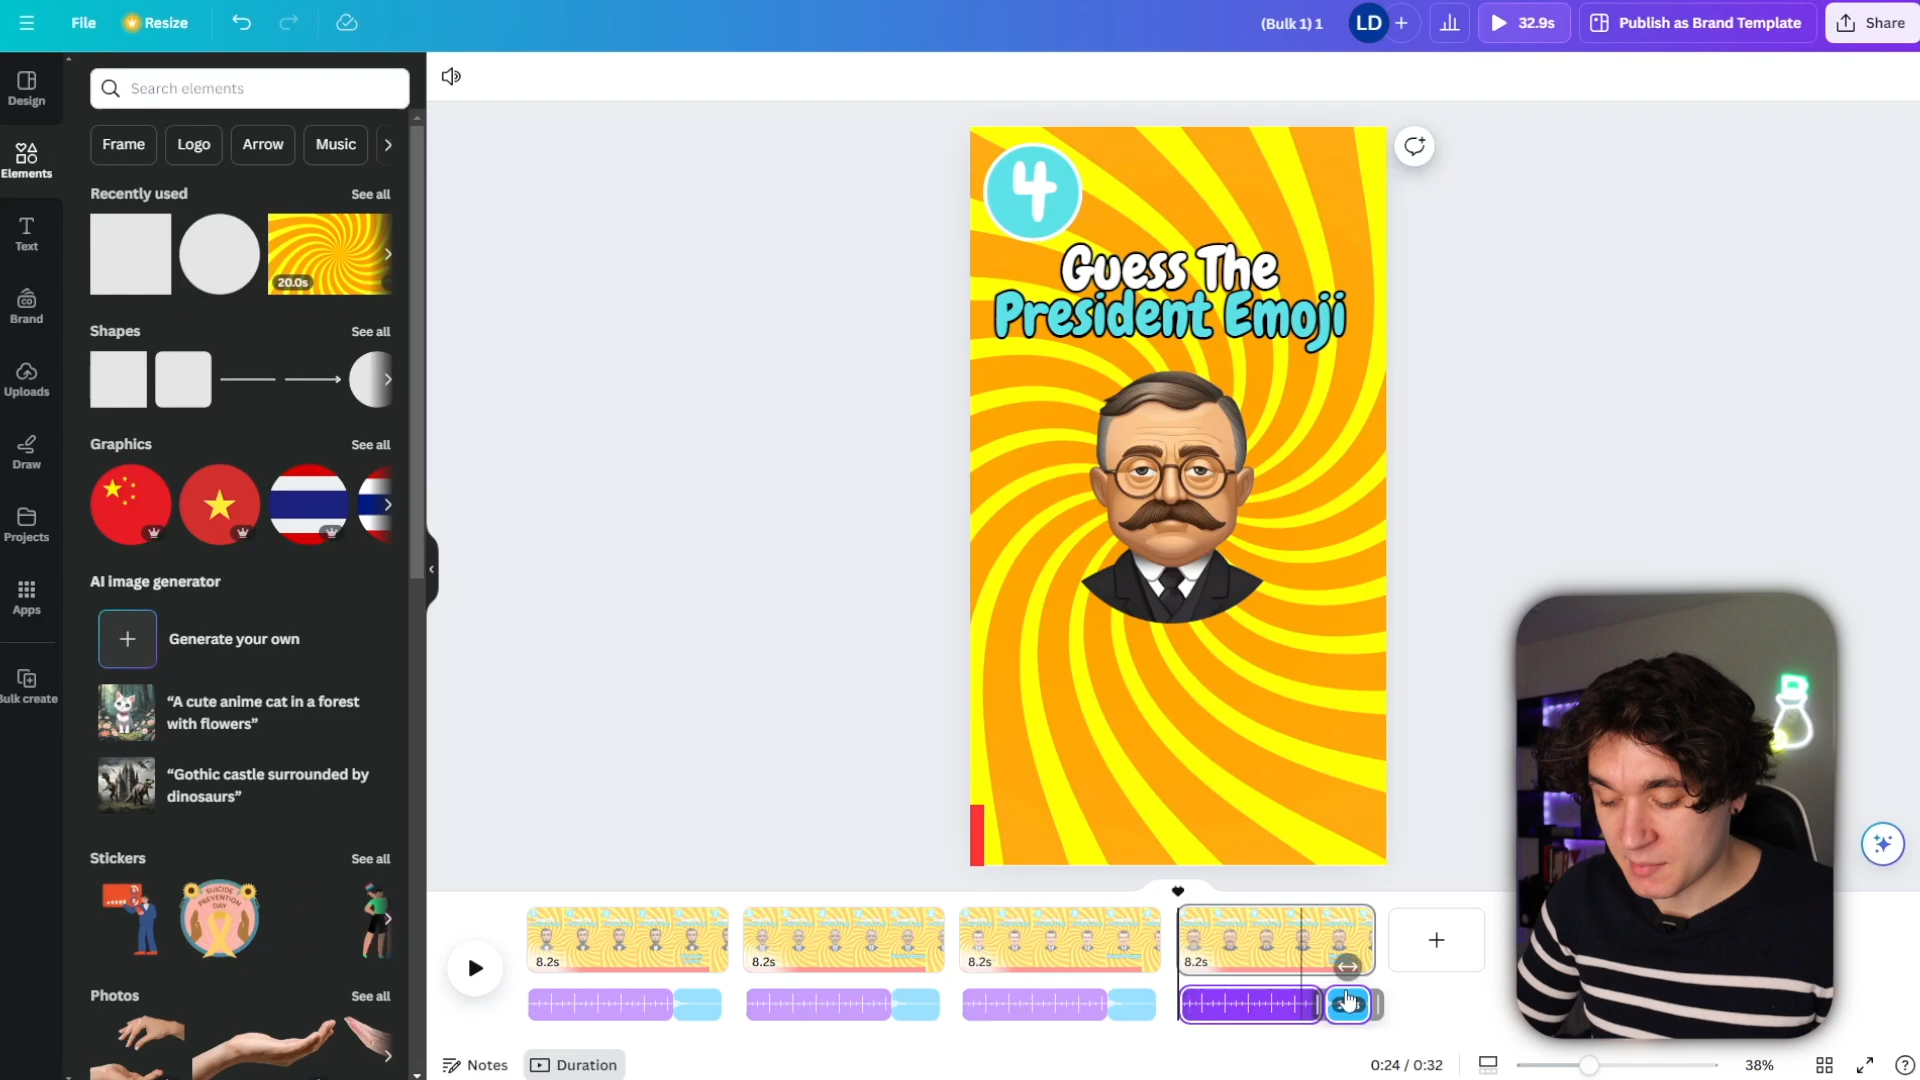 File
Resize
(Bulk 1) 1
LD
32.9s
Publish as Brand Template
Share
Design
Elements
Text
Brand
Uploads
Draw
Projects
Apps
Bulk create
Search elements
Frame
Logo
Arrow
Music
Recently used
See all
20.0s
Shapes
See all
Graphics
See all
AI image generator
Generate your own
“A cute anime cat in a forest
with flowers”
“Gothic castle surrounded by
dinosaurs”
Stickers
See all
SUICIDE
PREVENTION
DAY
Photos
See all
4
Guess The
President Emoji
8.2s
8.2s
8.2s
8.2s
Notes
Duration
0:24 / 0:32
38%